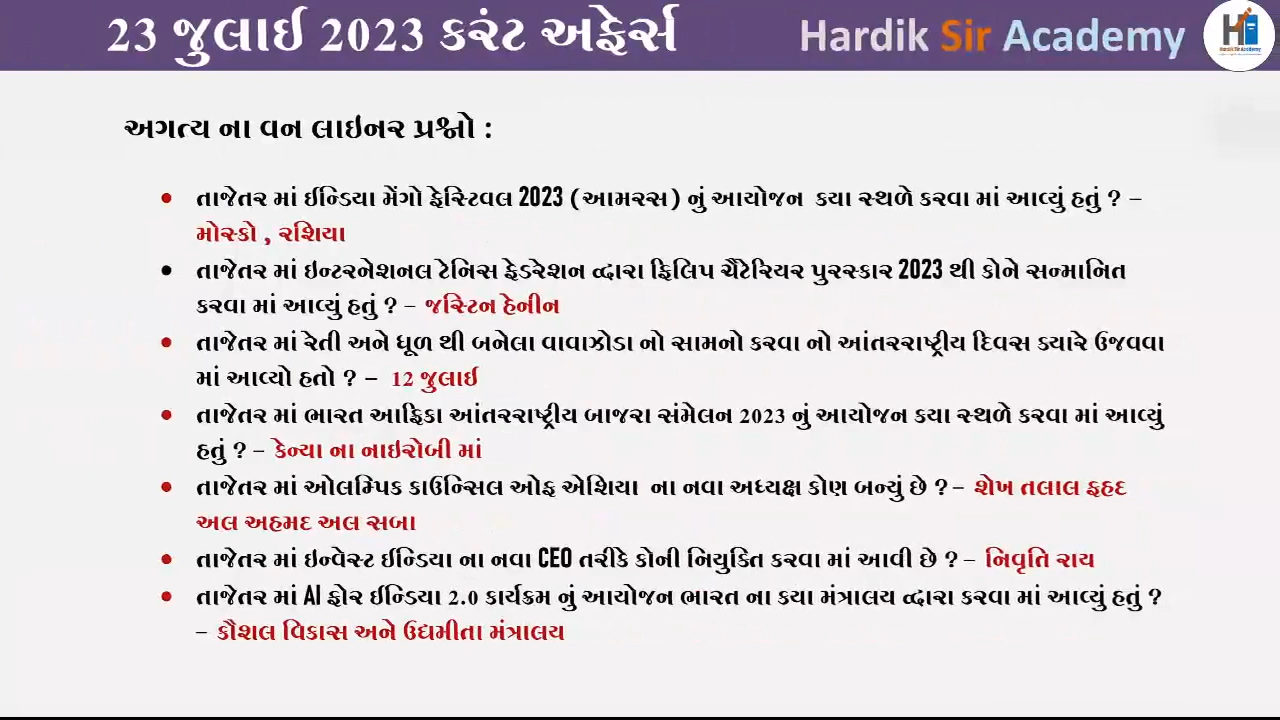 23 જુલાઈ 2023 કરંટ અફેર્સ
Hardik Sir Academy
અગત્ય ના વન લાઇનર પ્રશ્નો :
• તાજેતર માં ઈન્ડિયા મેંગો ફેસ્ટિવલ 2023 (આમરસ) નું આયોજન કયા સ્થળે કરવા માં આવ્યું હતું ? –
મોસ્કો , રશિયા
• તાજેતર માં ઇન્ટરનેશનલ ટેનિસ ફેડરેશન દ્વારા ફિલિપ ચૈટેરિયર પુરસ્કાર 2023 થી કોને સન્માનિત
કરવા માં આવ્યું હતું ? – જસ્ટિન હેનીન
• તાજેતર માં રેતી અને ધૂળ થી બનેલા વાવાઝોડા નો સામનો કરવા નો આંતરરાષ્ટ્રીય દિવસ ક્યારે ઉજવવા
માં આવ્યો હતો ? – 12 જુલાઈ
• તાજેતર માં ભારત આફ્રિકા આંતરરાષ્ટ્રીય બાજરા સંમેલન 2023 નું આયોજન કયા સ્થળે કરવા માં આવ્યું
હતું ? – કેન્યા ના નાઇરોબી માં
• તાજેતર માં ઓલમ્પિક કાઉન્સિલ ઓફ એશિયા ના નવા અધ્યક્ષ કોણ બન્યું છે ? – શેખ તલાલ ફહદ
અલ અહમદ અલ સબા
• તાજેતર માં ઇન્વેસ્ટ ઈન્ડિયા ના નવા CEO તરીકે કોની નિયુક્તિ કરવા માં આવી છે ? – નિવૃતિ રાય
• તાજેતર માં AI ફોર ઈન્ડિયા 2.0 કાર્યક્રમ નું આયોજન ભારત ના કયા મંત્રાલય દ્વારા કરવા માં આવ્યું હતું ?
– કૌશલ વિકાસ અને ઉદ્યમીતા મંત્રાલય